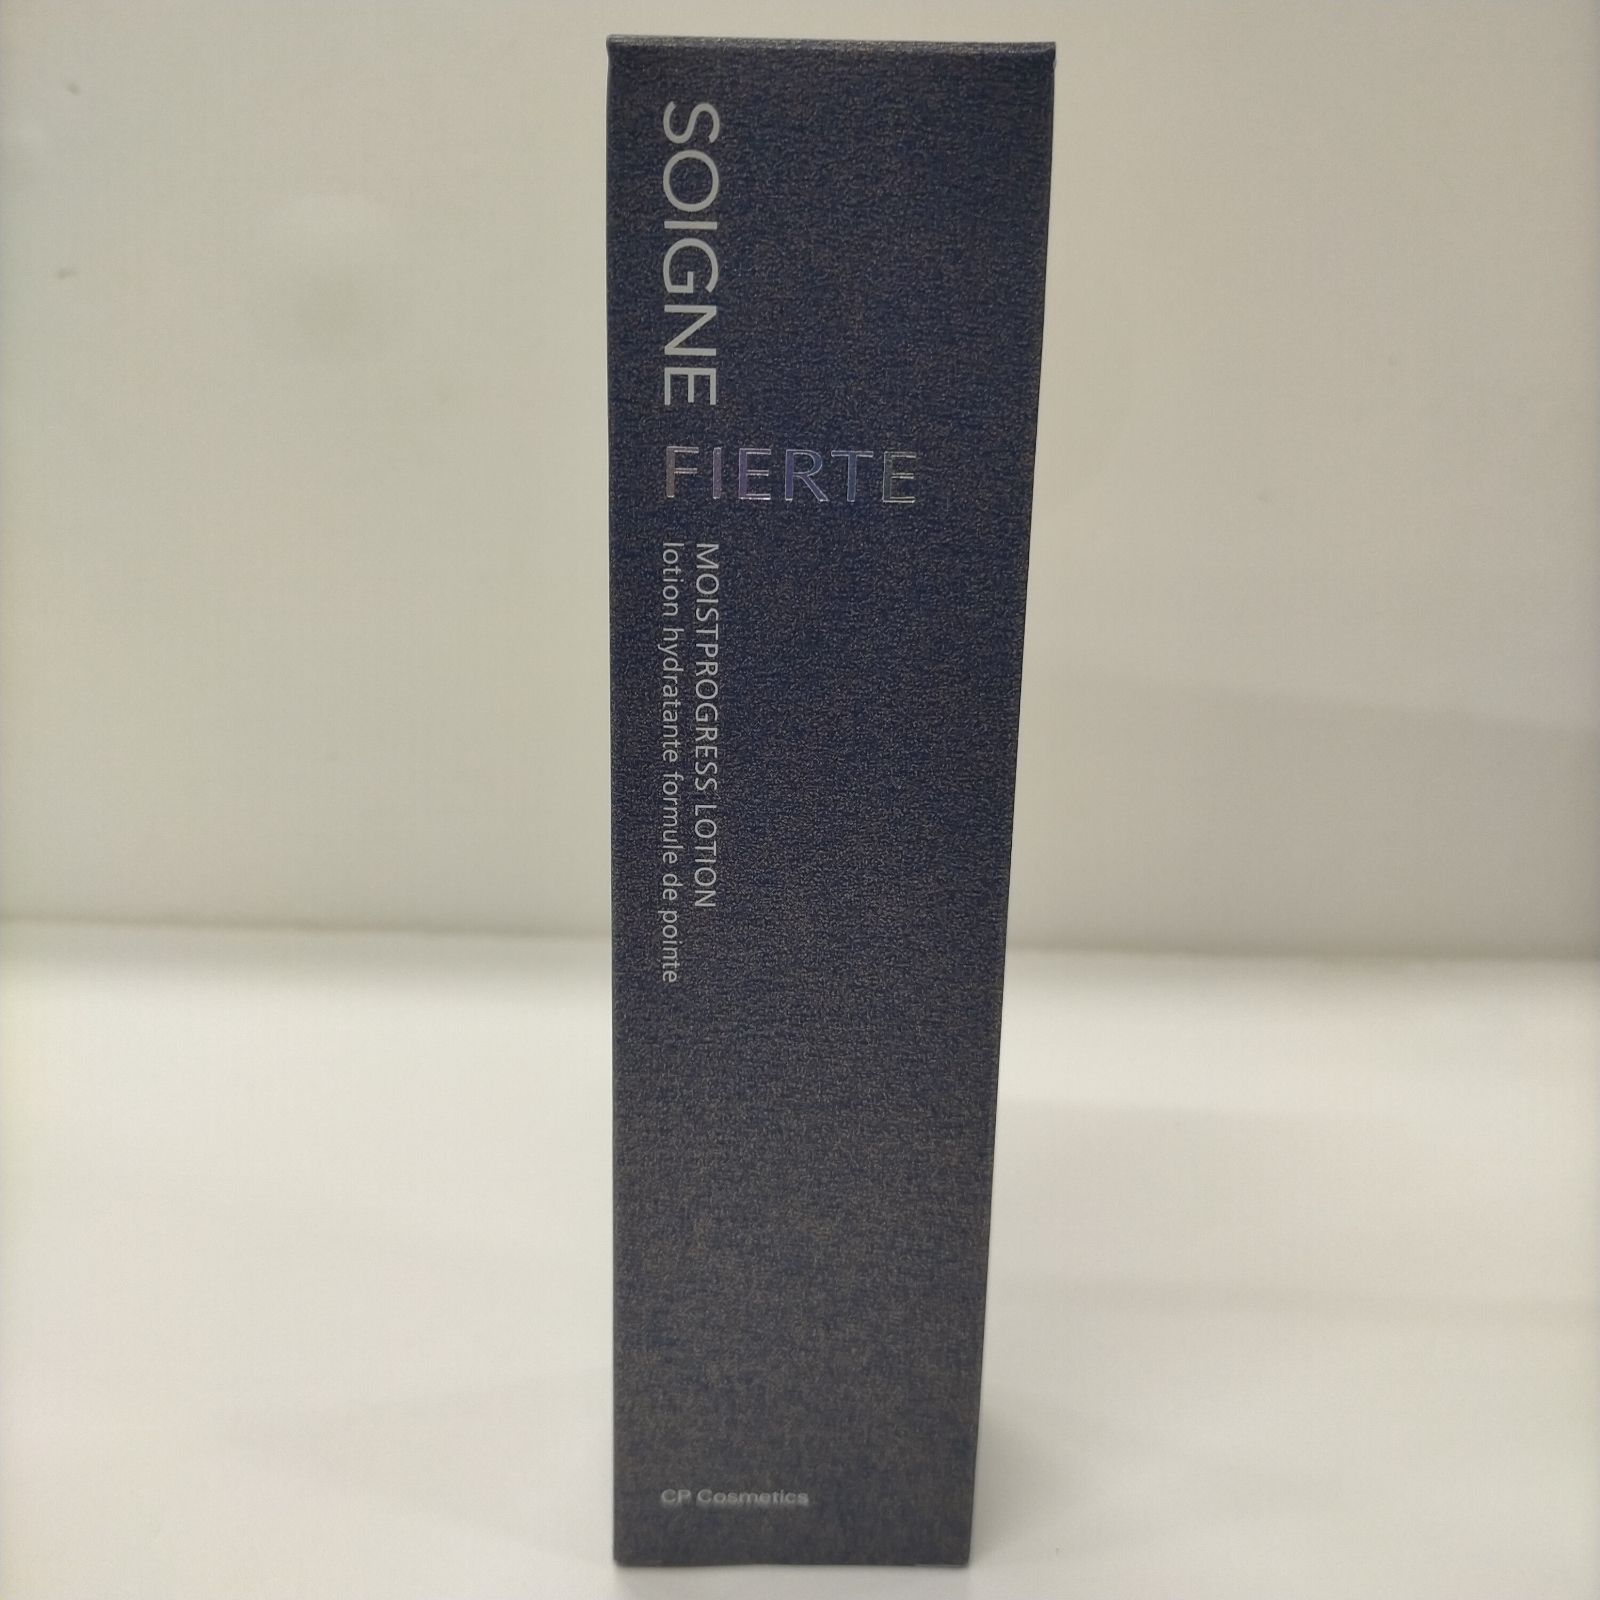 SOIGNE
FIERTE
MOISTPROGRESS LOTION
lotion hydratante formule de pointe
CP Cosmetics